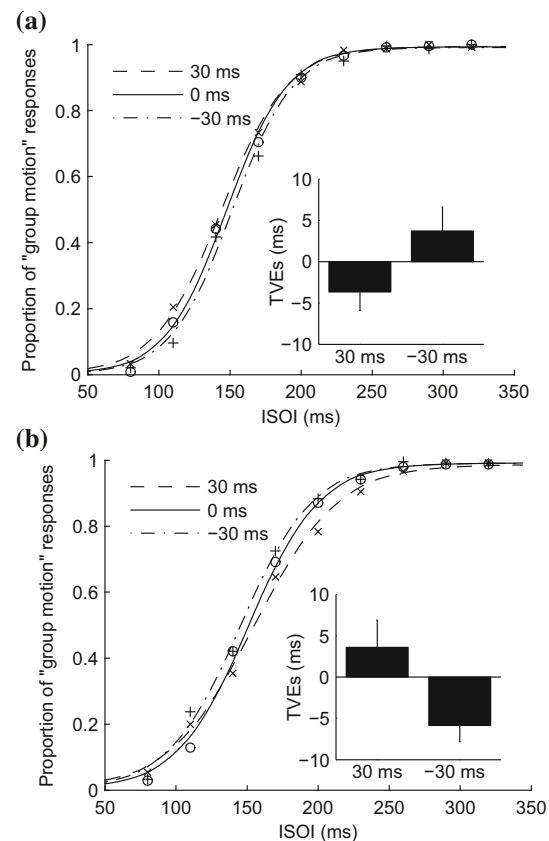 (a)
Proportion of "group motion" responses
1
0.8
0.6
0.4
0.2
0
30 ms
0 ms
−30 ms
TVEs (ms)
10
5
0
−5
−10
30 ms −30 ms
50 100 150 200 250 300 350
ISOI (ms)
(b)
Proportion of "group motion" responses
1
0.8
0.6
0.4
0.2
0
30 ms
0 ms
−30 ms
TVEs (ms)
10
5
0
−5
−10
30 ms −30 ms
50 100 150 200 250 300 350
ISOI (ms)